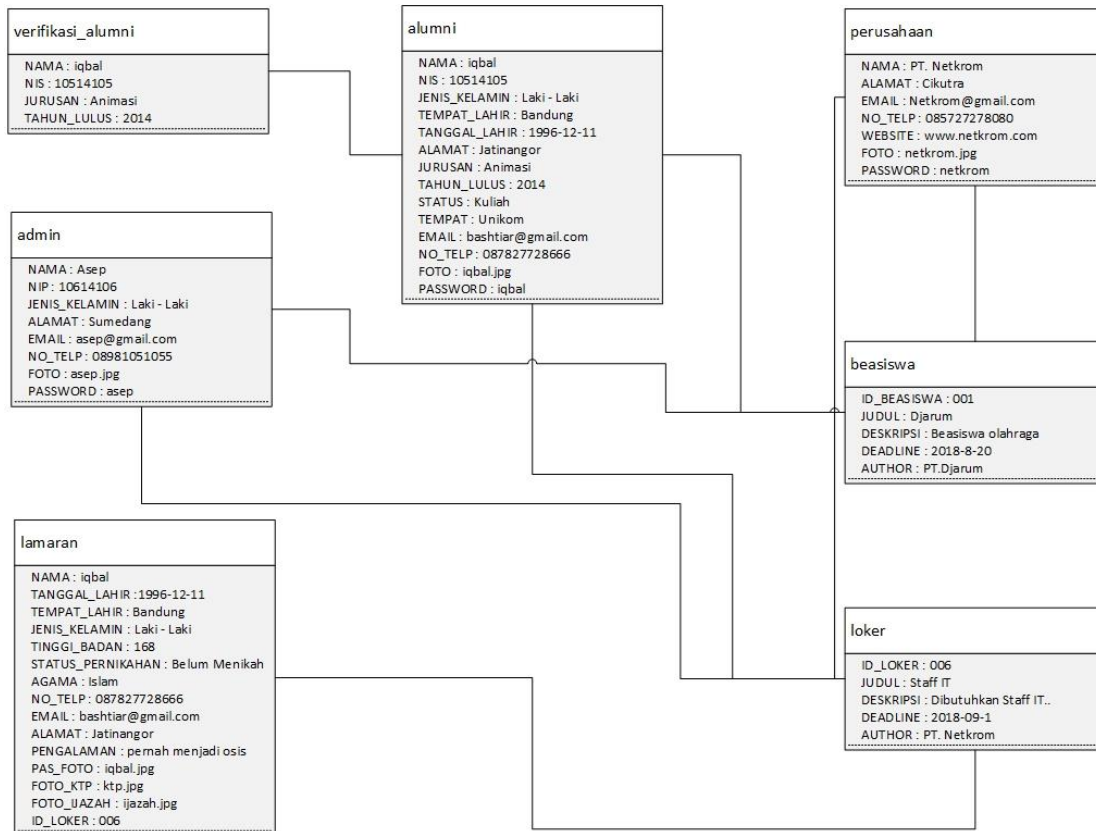 verifikasi_alumni
NAMA : iqbal
NIS : 10514105
JURUSAN : Animasi
TAHUN_LULUS : 2014
alumni
NAMA : iqbal
NIS : 10514105
JENIS_KELAMIN : Laki - Laki
TEMPAT_LAHIR : Bandung
TANGGAL_LAHIR : 1996-12-11
ALAMAT : Jatinangor
JURUSAN : Animasi
TAHUN_LULUS : 2014
STATUS : Kuliah
TEMPAT : Unikom
EMAIL : bashtiar@gmail.com
NO_TELP : 087827728666
FOTO : iqbal.jpg
PASSWORD : iqbal
perusahaan
NAMA : PT. Netkrom
ALAMAT : Cikutra
EMAIL : Netkrom@gmail.com
NO_TELP : 085727278080
WEBSITE : www.netkrom.com
FOTO : netkrom.jpg
PASSWORD : netkrom
admin
NAMA : Asep
NIP : 10614106
JENIS_KELAMIN : Laki - Laki
ALAMAT : Sumedang
EMAIL : asep@gmail.com
NO_TELP : 08981051055
FOTO : asep.jpg
PASSWORD : asep
beasiswa
ID_BEASISWA : 001
JUDUL : Djarum
DESKRIPSI : Beasiswa olahraga
DEADLINE : 2018-8-20
AUTHOR : PT.Djarum
lamaran
NAMA : iqbal
TANGGAL_LAHIR :1996-12-11
TEMPAT_LAHIR : Bandung
JENIS_KELAMIN : Laki - Laki
TINGGI_BADAN : 168
STATUS_PERNIKAHAN : Belum Menikah
AGAMA : Islam
NO_TELP : 087827728666
EMAIL : bashtiar@gmail.com
ALAMAT : Jatinangor
PENGALAMAN : pernah menjadi osis
PAS_FOTO : iqbal.jpg
FOTO_KTP : ktp.jpg
FOTO_IJAZAH : ijazah.jpg
ID_LOKER : 006
loker
ID_LOKER : 006
JUDUL : Staff IT
DESKRIPSI : Dibutuhkan Staff IT..
DEADLINE : 2018-09-1
AUTHOR : PT. Netkrom